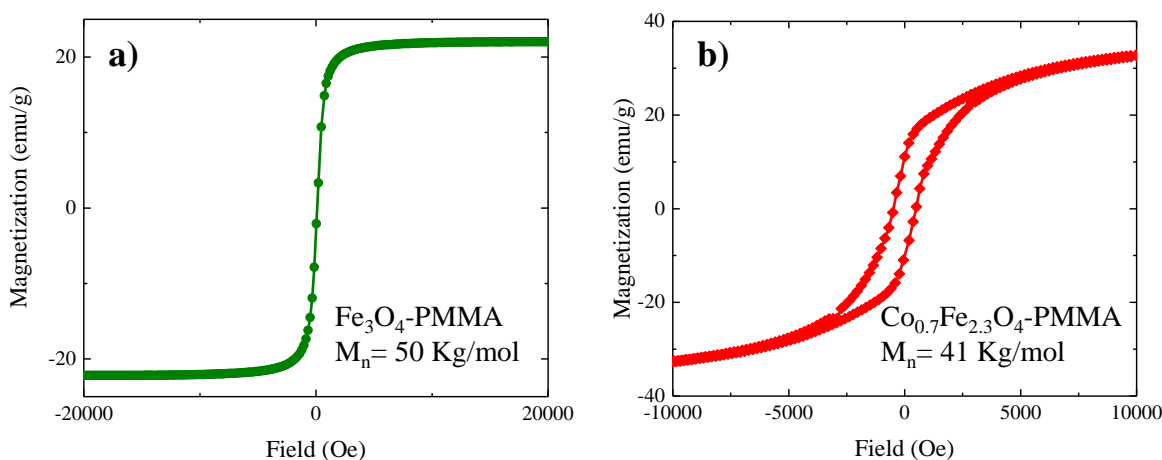 a)
Magnetization (emu/g)
20
0
-20
-20000
0
20000
Field (Oe)
Fe₃O₄-PMMA
Mₙ= 50 Kg/mol
b)
Magnetization (emu/g)
40
20
0
-20
-40
-10000
-5000
0
5000
10000
Field (Oe)
Co₀.₇Fe₂.₃O₄-PMMA
Mₙ= 41 Kg/mol